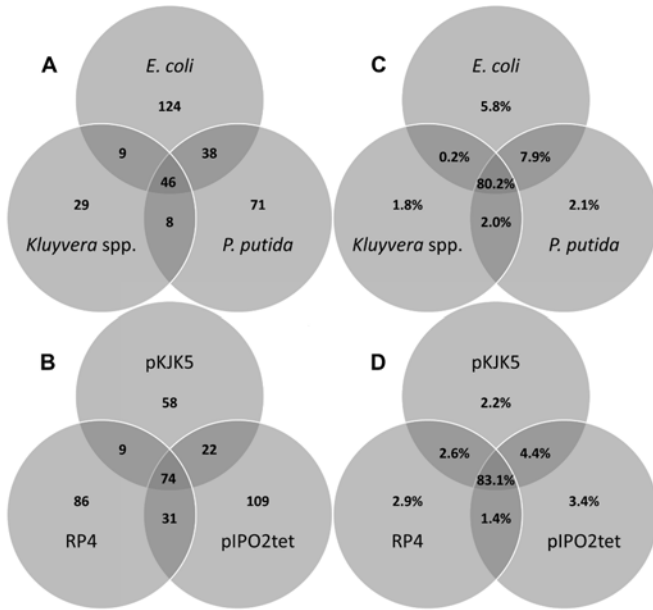 A
E. coli
124
9
38
46
29
8
71
Kluyvera spp.
P. putida
C
E. coli
5.8%
0.2%
7.9%
80.2%
1.8%
2.0%
2.1%
Kluyvera spp.
P. putida
B
pKJK5
58
9
22
74
86
31
109
RP4
pIPO2tet
D
pKJK5
2.2%
2.6%
4.4%
83.1%
2.9%
1.4%
3.4%
RP4
pIPO2tet